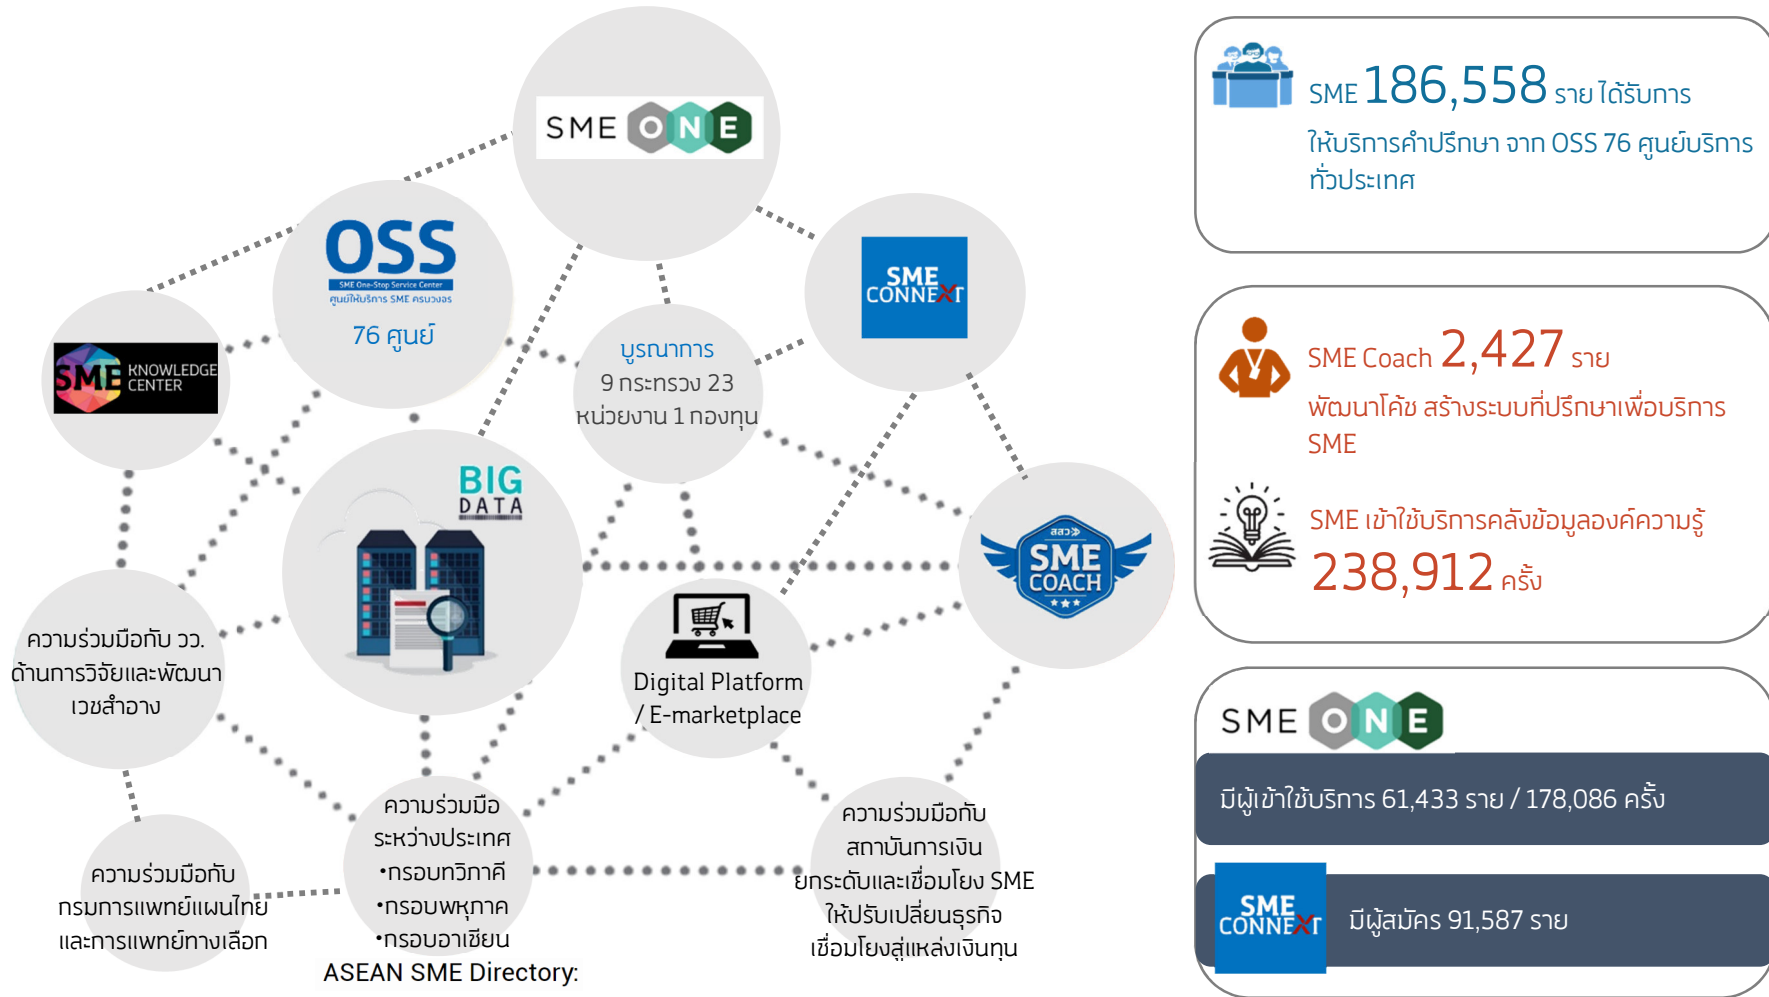 SME ONE
OSS
SME One-Stop Service Center
ศูนย์ให้บริการ SME ครบวงจร
76 ศูนย์
SME CONNEXT
SME KNOWLEDGE CENTER
บูรณาการ
9 กระทรวง 23
หน่วยงาน 1 กองทุน
BIG
DATA
สสว
SME
COACH
ความร่วมมือกับ วว.
ด้านการวิจัยและพัฒนา
เวชสำอาง
Digital Platform
/ E-marketplace
ความร่วมมือกับ
กรมการแพทย์แผนไทย
และการแพทย์ทางเลือก
ความร่วมมือ
ระหว่างประเทศ
•กรอบทวิภาคี
•กรอบพหุภาค
•กรอบอาเซียน
ASEAN SME Directory:
ความร่วมมือกับ
สถาบันการเงิน
ยกระดับและเชื่อมโยง SME
ให้ปรับเปลี่ยนธุรกิจ
เชื่อมโยงสู่แหล่งเงินทุน
SME 186,558 ราย ได้รับการ
ให้บริการคำปรึกษา จาก OSS 76 ศูนย์บริการ
ทั่วประเทศ
SME Coach 2,427 ราย
พัฒนาโค้ช สร้างระบบที่ปรึกษาเพื่อบริการ
SME
SME เข้าใช้บริการคลังข้อมูลองค์ความรู้
238,912 ครั้ง
SME ONE
มีผู้เข้าใช้บริการ 61,433 ราย / 178,086 ครั้ง
SME
CONNEXT
มีผู้สมัคร 91,587 ราย